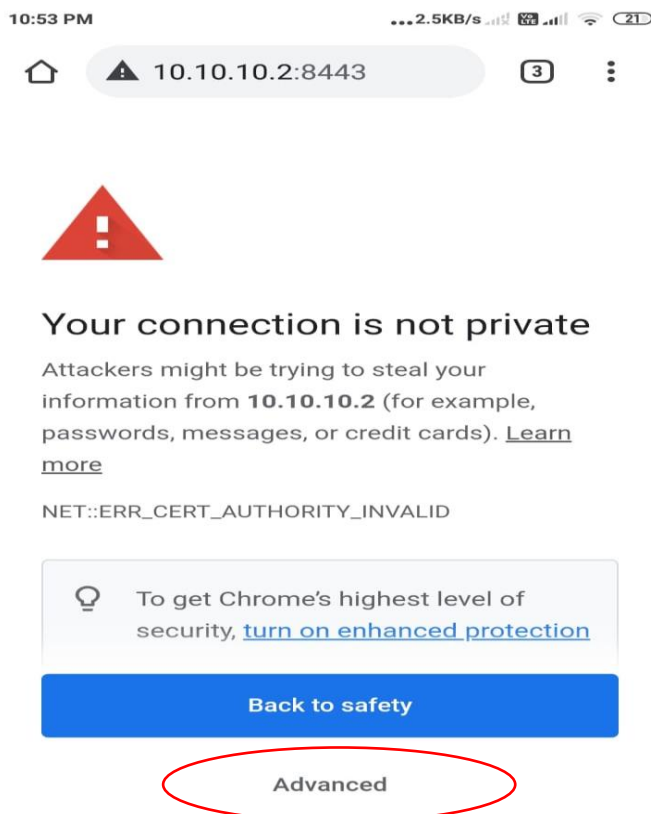 10:53 PM ...2.5KB/s Vo LTE 21
10.10.10.2:8443 3
!
Your connection is not private
Attackers might be trying to steal your
information from 10.10.10.2 (for example,
passwords, messages, or credit cards). Learn
more
NET::ERR_CERT_AUTHORITY_INVALID
To get Chrome’s highest level of
security, turn on enhanced protection
Back to safety
Advanced